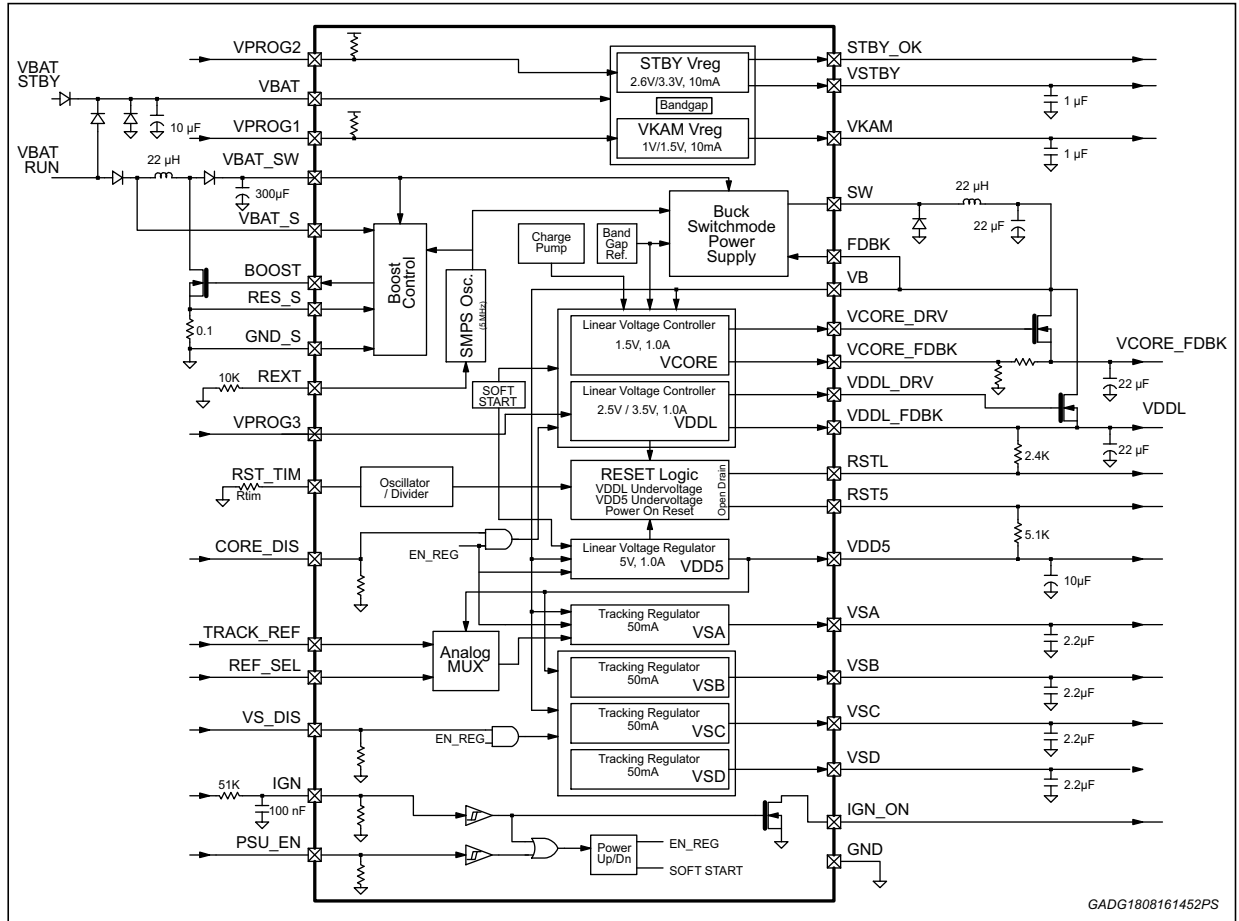 VPROG2
VBAT
STBY
VBAT
10 µF
VPROG1
VBAT
RUN
22 µH
VBAT_SW
300µF
VBAT_S
BOOST
RES_S
0.1
GND_S
10K
REXT
VPROG3
RST_TIM
Rtim
CORE_DIS
TRACK_REF
REF_SEL
VS_DIS
51K
IGN
100 nF
PSU_EN
STBY Vreg
2.6V/3.3V, 10mA
Bandgap
VKAM Vreg
1V/1.5V, 10mA
Boost
Control
SMPS Osc.
(5 MHz)
Charge
Pump
Band
Gap
Ref.
Buck
Switchmode
Power
Supply
Linear Voltage Controller
1.5V, 1.0A
VCORE
SOFT
START
Linear Voltage Controller
2.5V / 3.5V, 1.0A
VDDL
Oscillator
/ Divider
RESET Logic
VDDL Undervoltage
VDD5 Undervoltage
Power On Reset
Open Drain
EN_REG
Linear Voltage Regulator
5V, 1.0A
VDD5
Analog
MUX
Tracking Regulator
50mA
VSA
Tracking Regulator
50mA
VSB
Tracking Regulator
50mA
VSC
Tracking Regulator
50mA
VSD
EN_REG
Power
Up/Dn
EN_REG
SOFT START
STBY_OK
VSTBY
1 µF
VKAM
1 µF
SW
22 µH
22 µF
FDBK
VB
VCORE_DRV
VCORE_FDBK
VCORE_FDBK
22 µF
VDDL_DRV
VDDL_FDBK
VDDL
22 µF
2.4K
RSTL
RST5
5.1K
VDD5
10µF
VSA
2.2µF
VSB
2.2µF
VSC
2.2µF
VSD
2.2µF
IGN_ON
GND
GADG1808161452PS